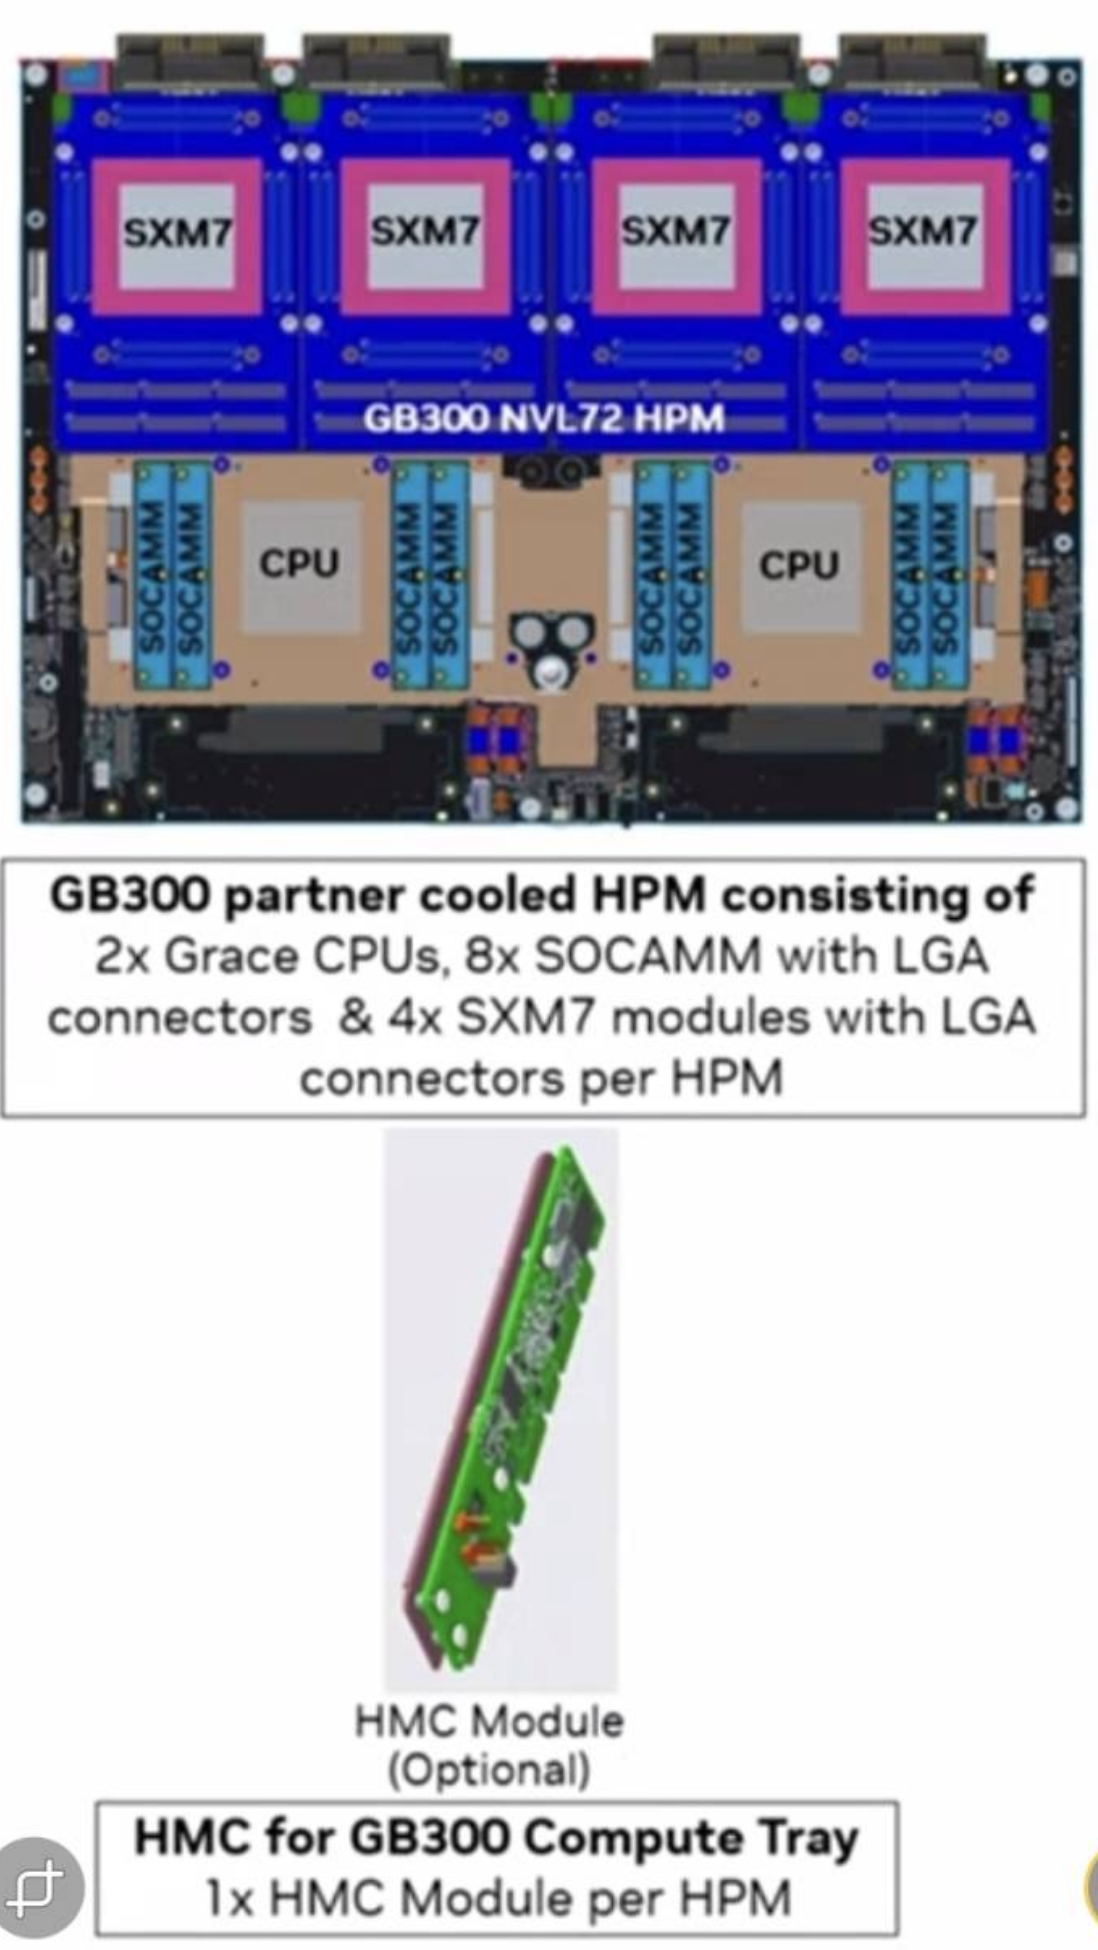 SXM7 SXM7 SXM7 SXM7
GB300 NVL72 HPM
SOCAMM SOCAMM CPU SOCAMM SOCAMM SOCAMM SOCAMM CPU SOCAMM SOCAMM
GB300 partner cooled HPM consisting of
2x Grace CPUs, 8x SOCAMM with LGA
connectors & 4x SXM7 modules with LGA
connectors per HPM
HMC Module
(Optional)
HMC for GB300 Compute Tray
1x HMC Module per HPM